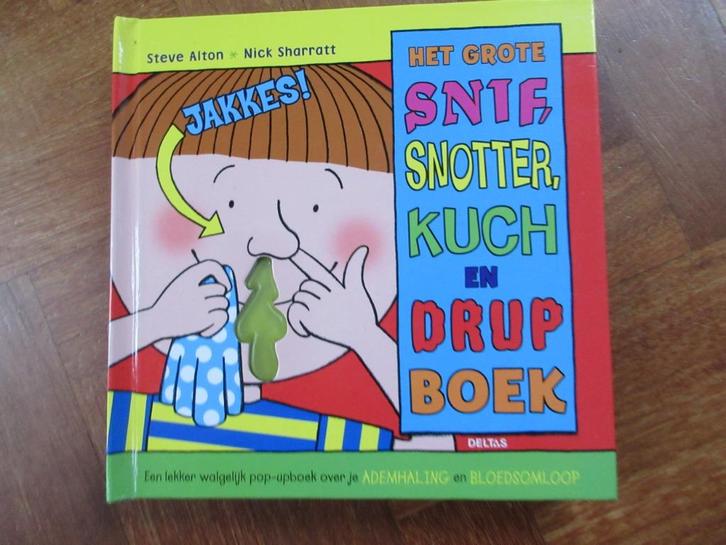 Steve Alton * Nick Sharratt
JAKKES!
HET GROTE
SNIF,
SNOTTER,
KUCH
EN
DRUP
BOEK
DELTAS
Een lekker walgelijk pop-upboek over je ADEMHALING en BLOEDSOMLOOP